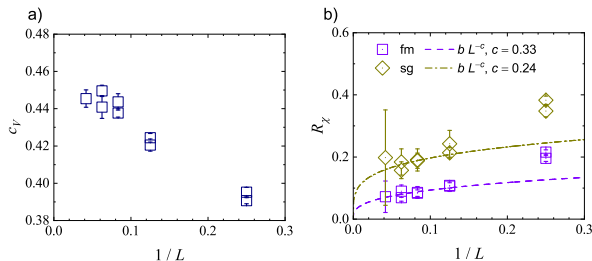 a)
0.48
0.46
0.44
0.42
0.40
0.38
c_V
0.0 0.1 0.2 0.3
1 / L
b)
0.6
0.4
0.2
0.0
R_χ
fm b L^{-c}, c = 0.33
sg b L^{-c}, c = 0.24
0.0 0.1 0.2 0.3
1 / L